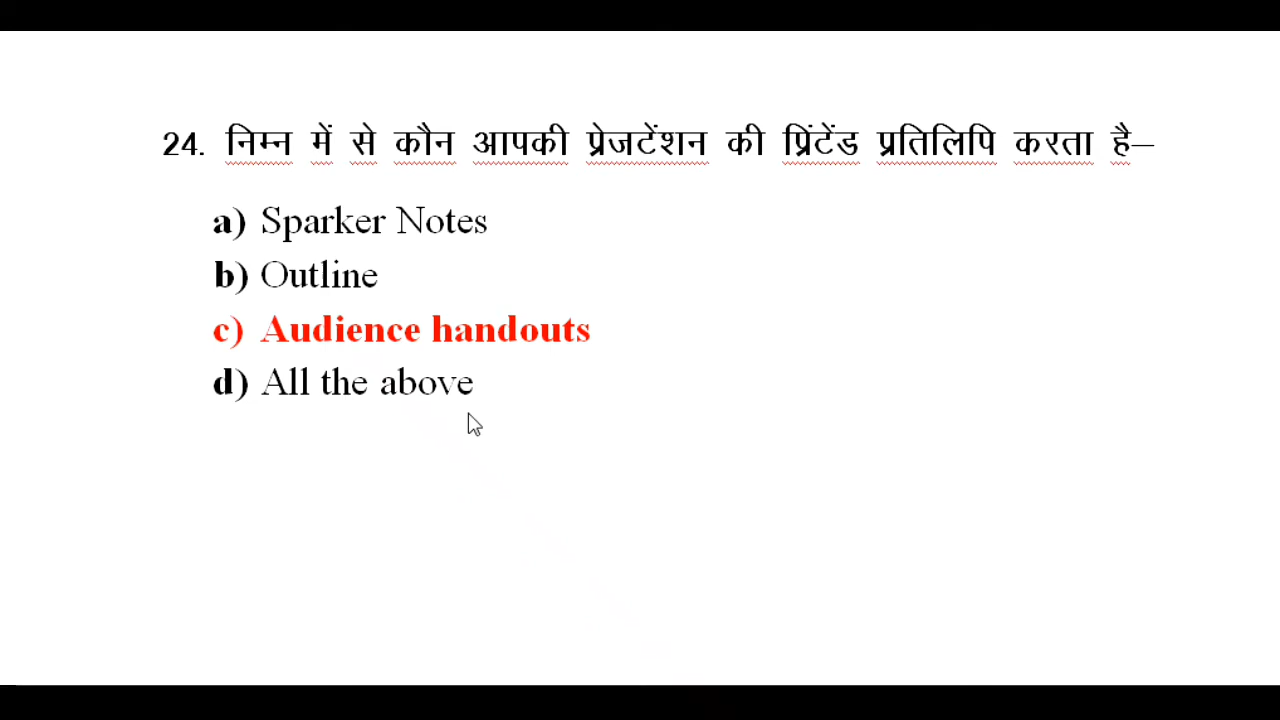 24. निम्न में से कौन आपकी प्रेजटेंशन की प्रिंटेंड प्रतिलिपि करता है–
a) Sparker Notes
b) Outline
c) Audience handouts
d) All the above